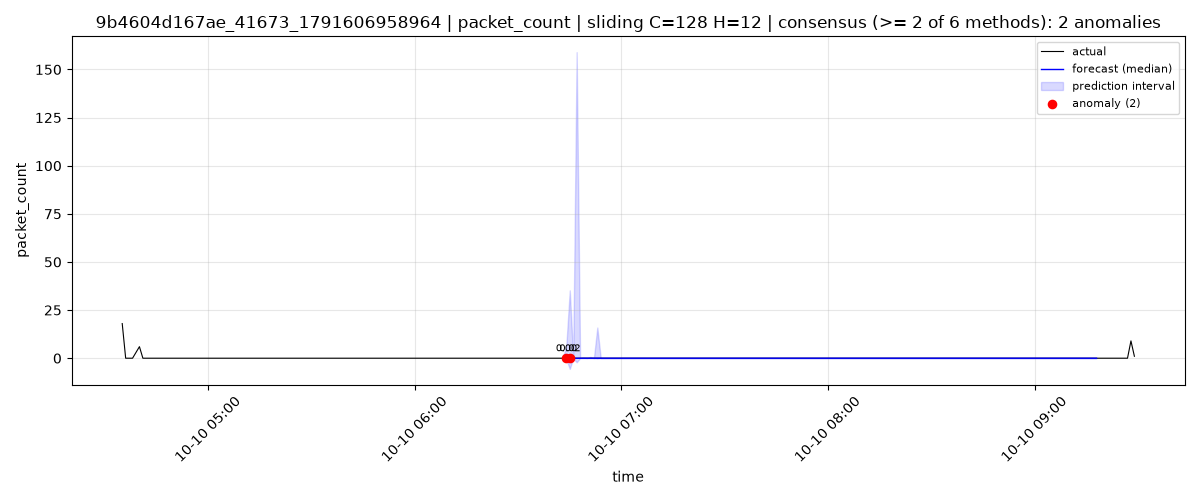 9b4604d167ae_41673_1791606958964 | packet_count | sliding C=128 H=12 | consensus (>= 2 of 6 methods): 2 anomalies
actual
forecast (median)
prediction interval
anomaly (2)
packet_count
150
125
100
75
50
25
0
10-10 05:00
10-10 06:00
10-10 07:00
10-10 08:00
10-10 09:00
time